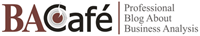 BACafé
Professional
Blog About
Business Analysis